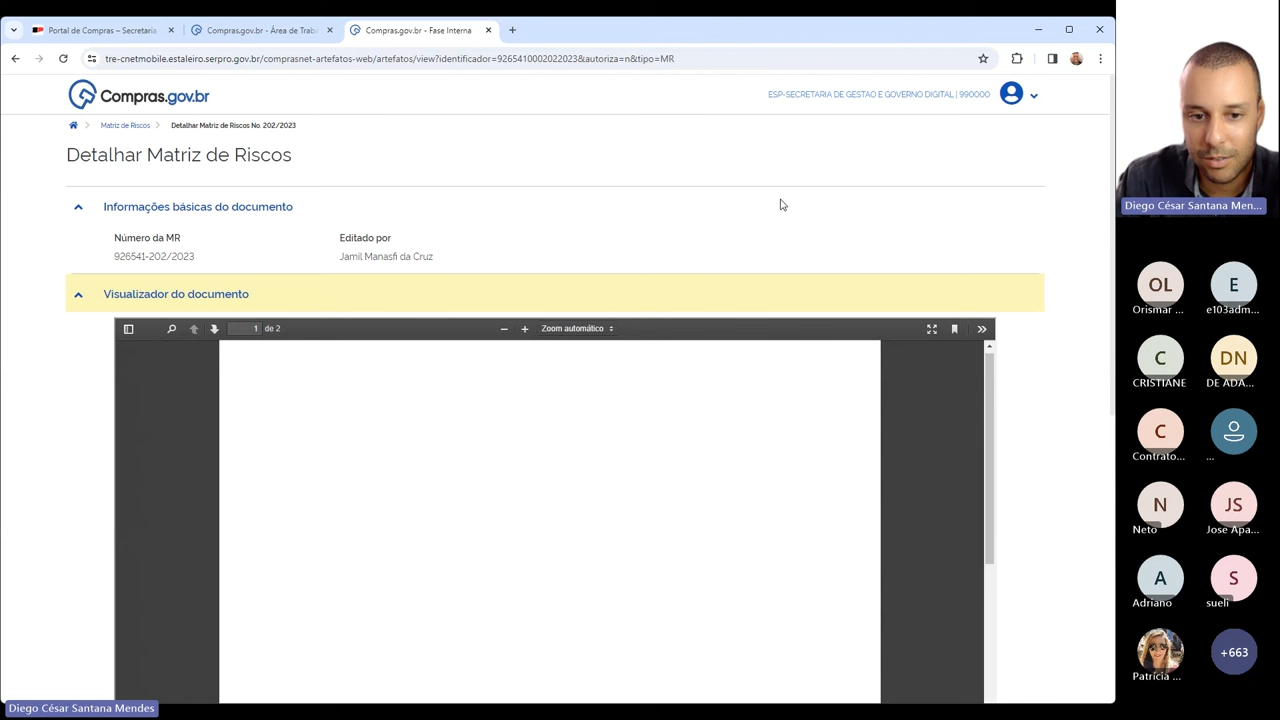 Portal de Compras – Secretaria
Compras.gov.br - Área de Trab
Compras.gov.br - Fase Interna
tre-cnetmobile.estaleiro.serpro.gov.br/comprasnet-artefatos-web/artefatos/view?identificador=9265410002022023&autoriza=n&tipo=MR
Compras.gov.br
ESP-SECRETARIA DE GESTAO E GOVERNO DIGITAL | 990000
Matriz de Riscos
Detalhar Matriz de Riscos No. 202/2023
Detalhar Matriz de Riscos
Informações básicas do documento
Número da MR
Editado por
926541-202/2023
Jamil Manasfi da Cruz
Visualizador do documento
1 de 2
Zoom automático
Diego César Santana Men...
OL
E
Orismar ...
e103adm...
C
DN
CRISTIANE
DE ADA...
C
Contrato...
...
N
JS
Neto
Jose Apa...
A
S
Adriano
sueli
+663
Patrícia ...
Diego César Santana Mendes